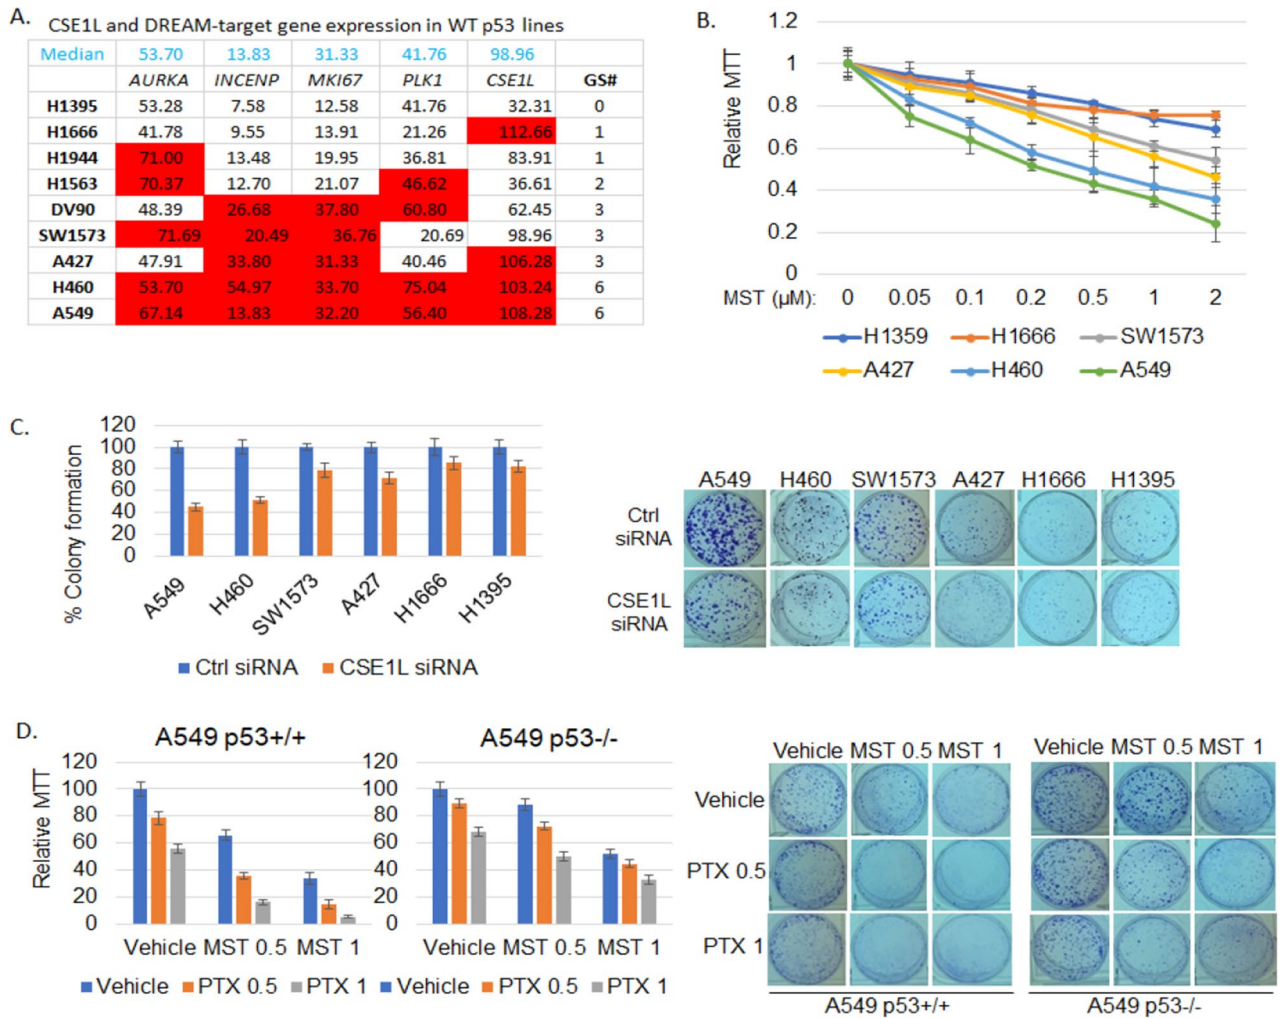 A.
CSE1L and DREAM-target gene expression in WT p53 lines
Median 53.70 13.83 31.33 41.76 98.96
AURKA INCENP MKI67 PLK1 CSE1L GS#
H1395 53.28 7.58 12.58 41.76 32.31 0
H1666 41.78 9.55 13.91 21.26 112.66 1
H1944 71.00 13.48 19.95 36.81 83.91 1
H1563 70.37 12.70 21.07 46.62 36.61 2
DV90 48.39 26.68 37.80 60.80 62.45 3
SW1573 71.69 20.49 36.76 20.69 98.96 3
A427 47.91 33.80 31.33 40.46 106.28 3
H460 53.70 54.97 33.70 75.04 103.24 6
A549 67.14 13.83 32.20 56.40 108.28 6
B.
Relative MTT
1.2
1
0.8
0.6
0.4
0.2
0
MST (µM): 0 0.05 0.1 0.2 0.5 1 2
H1359 H1666 SW1573
A427 H460 A549
C.
% Colony formation
120
100
80
60
40
20
0
A549 H460 SW1573 A427 H1666 H1395
Ctrl siRNA CSE1L siRNA
A549 H460 SW1573 A427 H1666 H1395
Ctrl
siRNA
CSE1L
siRNA
D.
A549 p53+/+
Relative MTT
120
100
80
60
40
20
0
Vehicle MST 0.5 MST 1
Vehicle PTX 0.5 PTX 1
A549 p53-/-
120
100
80
60
40
20
0
Vehicle MST 0.5 MST 1
Vehicle PTX 0.5 PTX 1
Vehicle MST 0.5 MST 1
Vehicle MST 0.5 MST 1
Vehicle
PTX 0.5
PTX 1
A549 p53+/+
A549 p53-/-